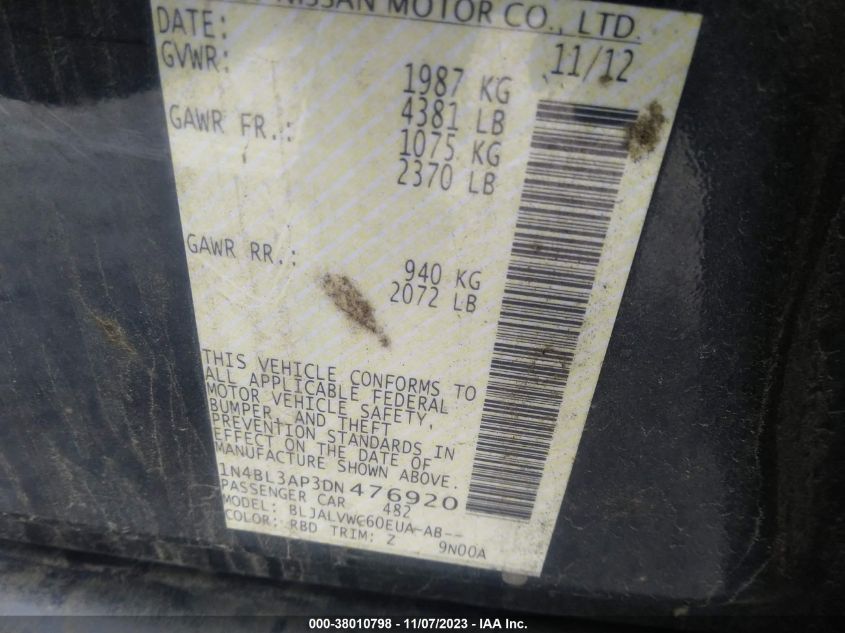 NISSAN MOTOR CO., LTD.
DATE: 11/12
GVWR: 1987 KG
4381 LB
GAWR FR.: 1075 KG
2370 LB
GAWR RR.: 940 KG
2072 LB
THIS VEHICLE CONFORMS TO
ALL APPLICABLE FEDERAL
MOTOR VEHICLE SAFETY,
BUMPER, AND THEFT
PREVENTION STANDARDS IN
EFFECT ON THE DATE OF
MANUFACTURE SHOWN ABOVE.
1N4BL3AP3DN476920
PASSENGER CAR 482
MODEL: BLJALVWC60EUA-AB--
COLOR: RBD TRIM: Z 9N00A
000-38010798 - 11/07/2023 - IAA Inc.